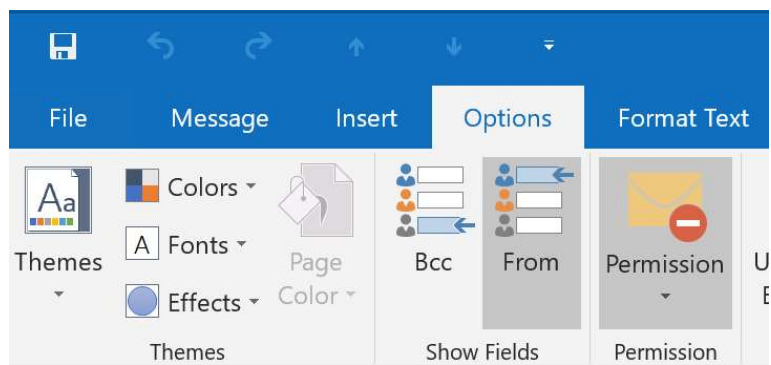 File Message Insert Options Format Text
Aa
Themes
Colors
A Fonts
Effects
Page
Color
Bcc
From
Permission
Themes Show Fields Permission